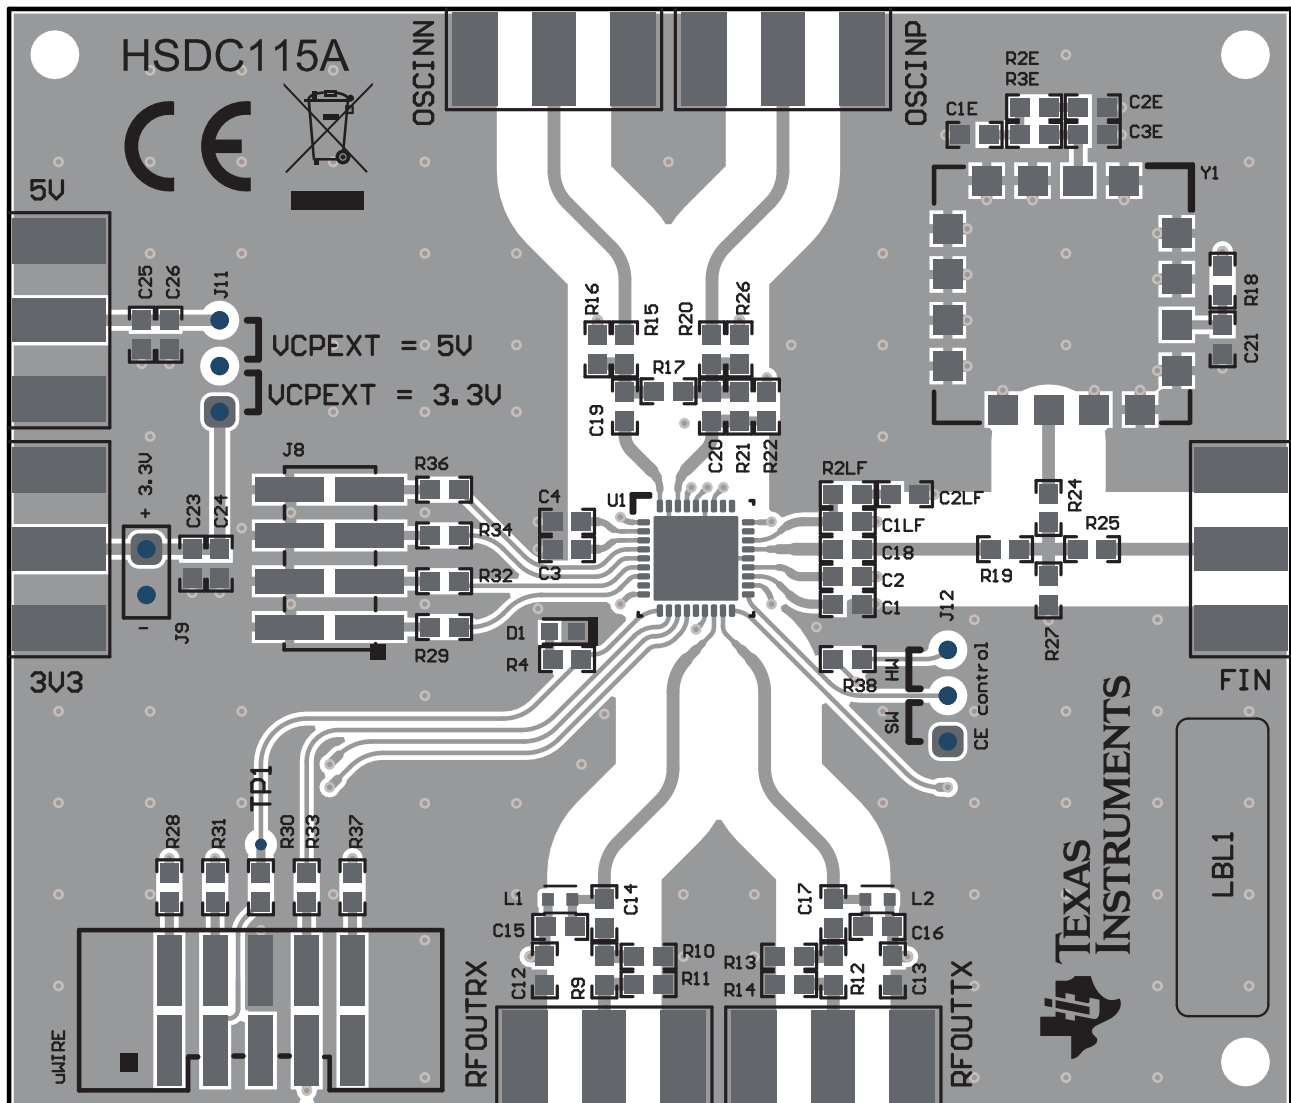 HSDC115A
OSCINN
OSCINP
R2E
R3E
C1E
C2E
C3E
Y1
CE
5V
C25
C26
J11
VCPEXT = 5V
VCPEXT = 3.3V
R16
R15
R20
R26
R17
C19
C20
R21
R22
R18
C21
J8
R36
R34
R32
R29
+ 3.3V
-
C23
C24
J9
3V3
C4
C3
U1
D1
R4
R2LF
C2LF
C1LF
C18
C2
C1
R24
R25
R19
R27
J12
R38
HW
SW
CE Control
FIN
TP1
R28
R31
R30
R33
R37
L1
C14
C15
C12
R9
R10
R11
C17
L2
C16
C13
R13
R14
R12
RFOUTRX
RFOUTTX
uWIRE
TEXAS
INSTRUMENTS
LBL1